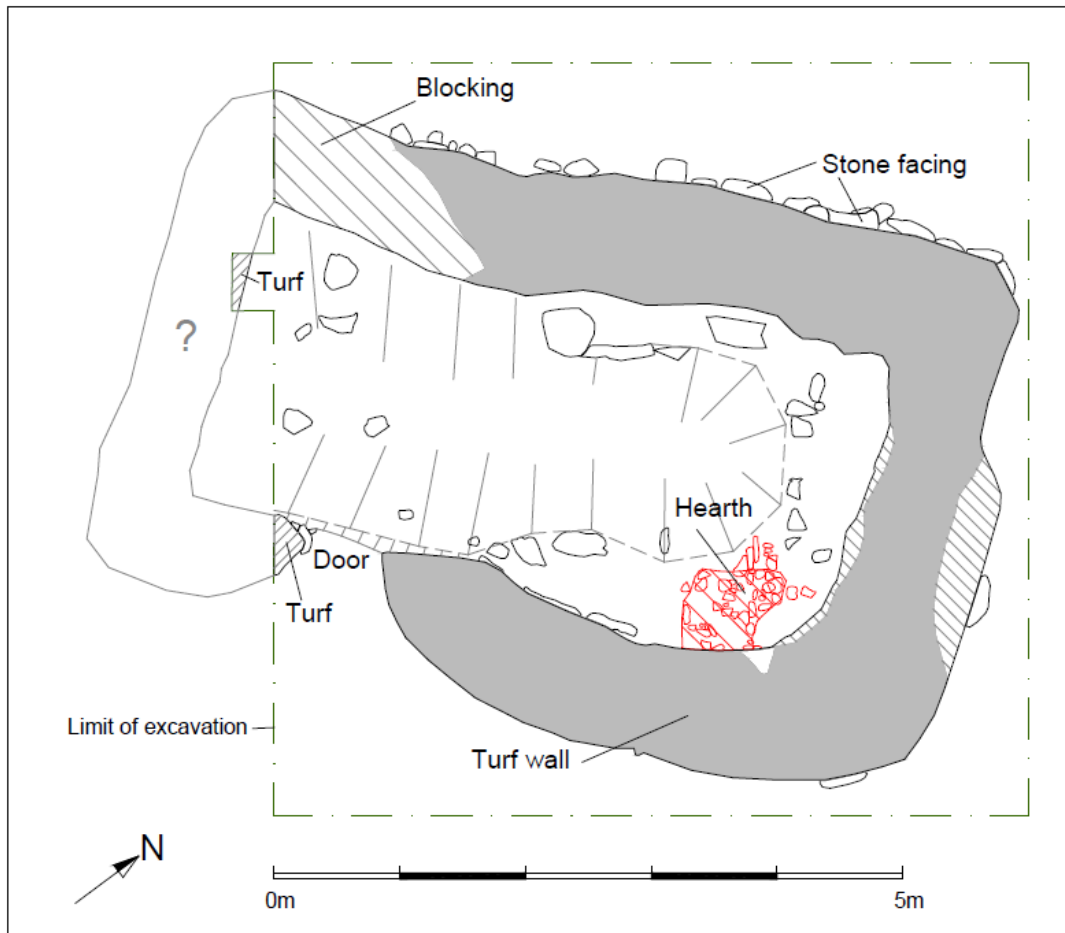 Blocking
Stone facing
Turf
?
Hearth
Door
Turf
Limit of excavation
Turf wall
N
0m
5m